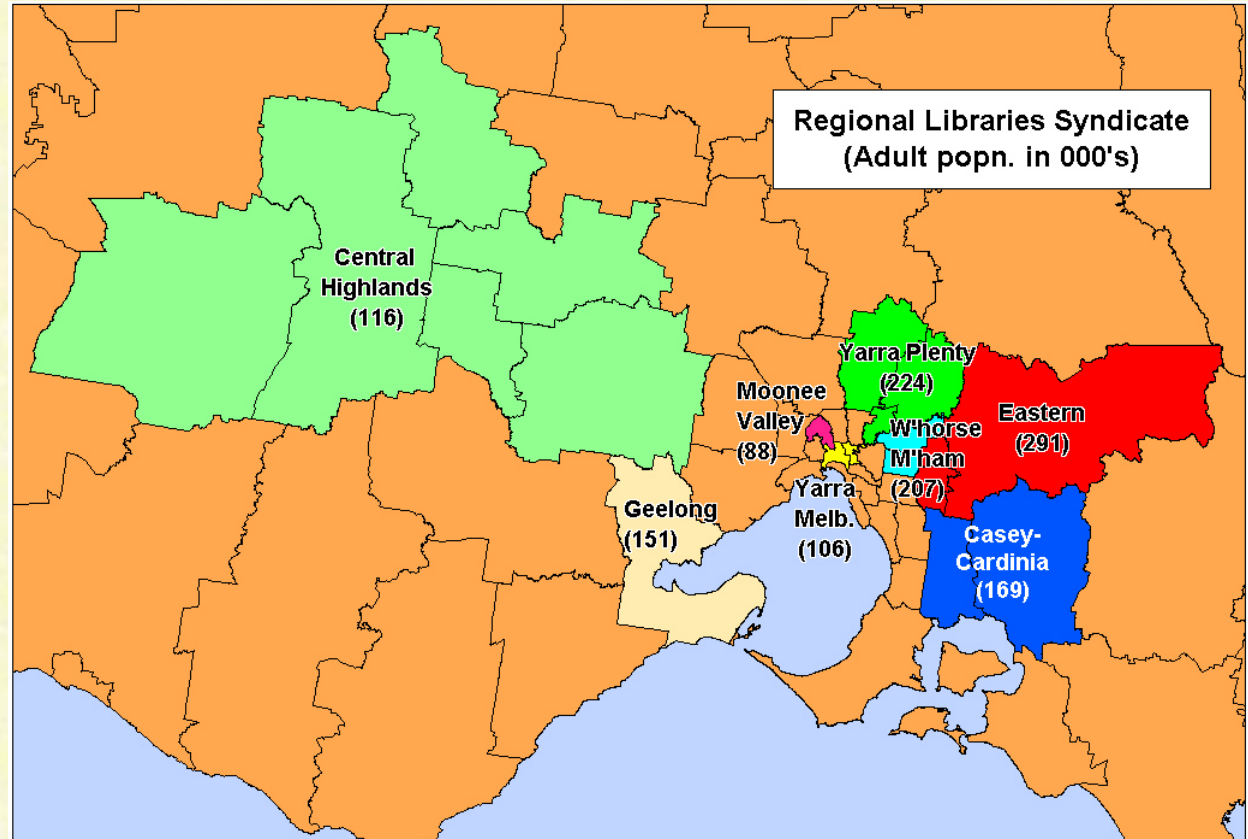 Regional Libraries Syndicate
(Adult popn. in 000's)
Central
Highlands
(116)
Yarra Plenty
(224)
Moonee
Valley
(88)
W'horse
M'ham
(207)
Eastern
(291)
Geelong
(151)
Yarra
Melb.
(106)
Casey-
Cardinia
(169)